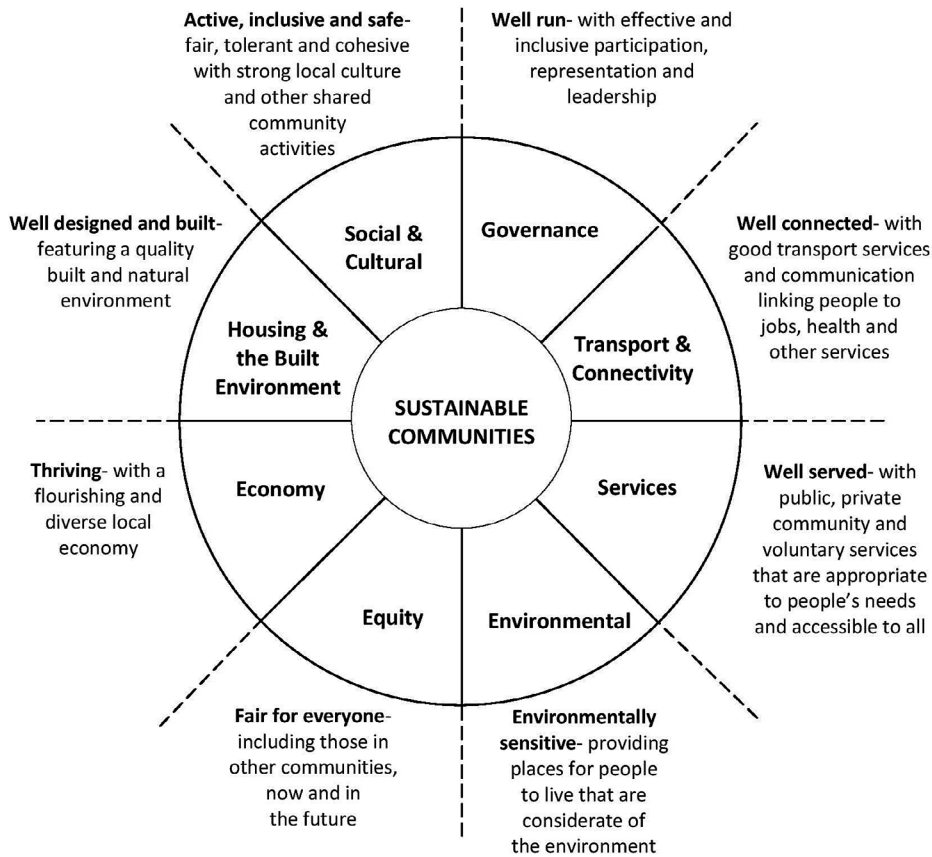 Active, inclusive and safe-
fair, tolerant and cohesive
with strong local culture
and other shared
community
activities
Well run- with effective and
inclusive participation,
representation and
leadership
Well designed and built-
featuring a quality
built and natural
environment
Well connected- with
good transport services
and communication
linking people to
jobs, health and
other services
Social &
Cultural
Governance
Housing &
the Built
Environment
Transport &
Connectivity
SUSTAINABLE
COMMUNITIES
Thriving- with a
flourishing and
diverse local
economy
Economy
Services
Well served- with
public, private
community and
voluntary services
that are appropriate
to people's needs
and accessible to all
Equity
Environmental
Fair for everyone-
including those in
other communities,
now and in
the future
Environmentally
sensitive- providing
places for people
to live that are
considerate of
the environment